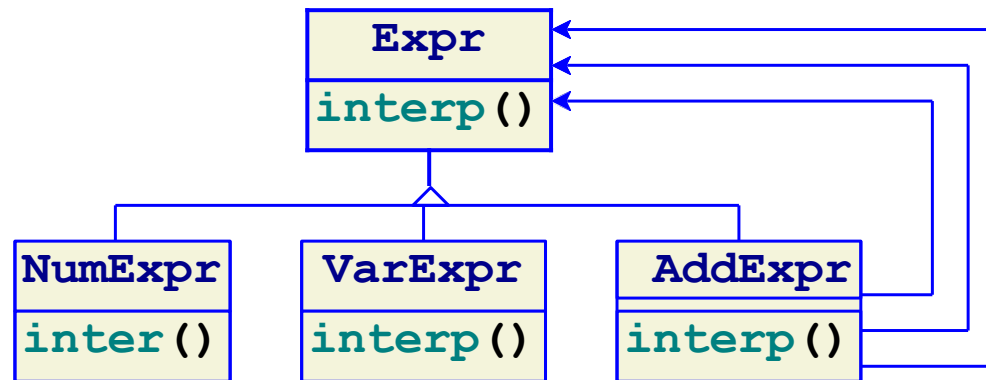 Expr
interp()
NumExpr
VarExpr
AddExpr
inter()
interp()
interp()